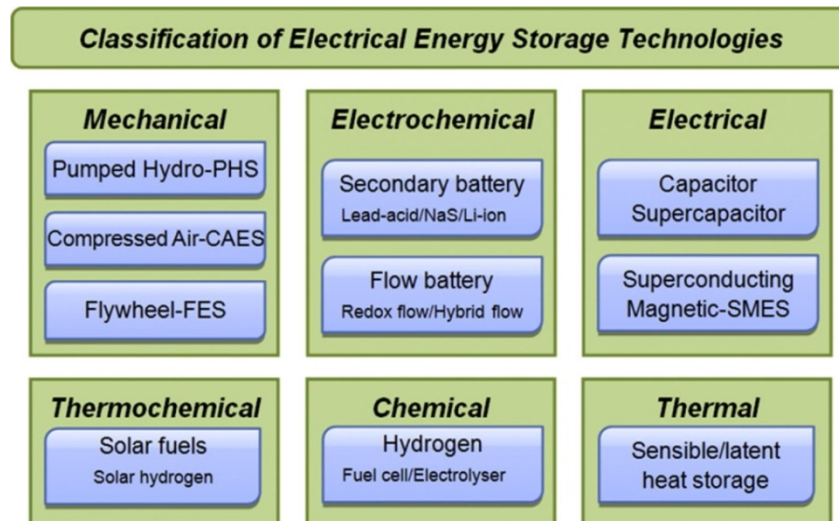 Classification of Electrical Energy Storage Technologies
Mechanical
Pumped Hydro-PHS
Compressed Air-CAES
Flywheel-FES
Electrochemical
Secondary battery
Lead-acid/NaS/Li-ion
Flow battery
Redox flow/Hybrid flow
Electrical
Capacitor
Supercapacitor
Superconducting
Magnetic-SMES
Thermochemical
Solar fuels
Solar hydrogen
Chemical
Hydrogen
Fuel cell/Electrolyser
Thermal
Sensible/latent
heat storage